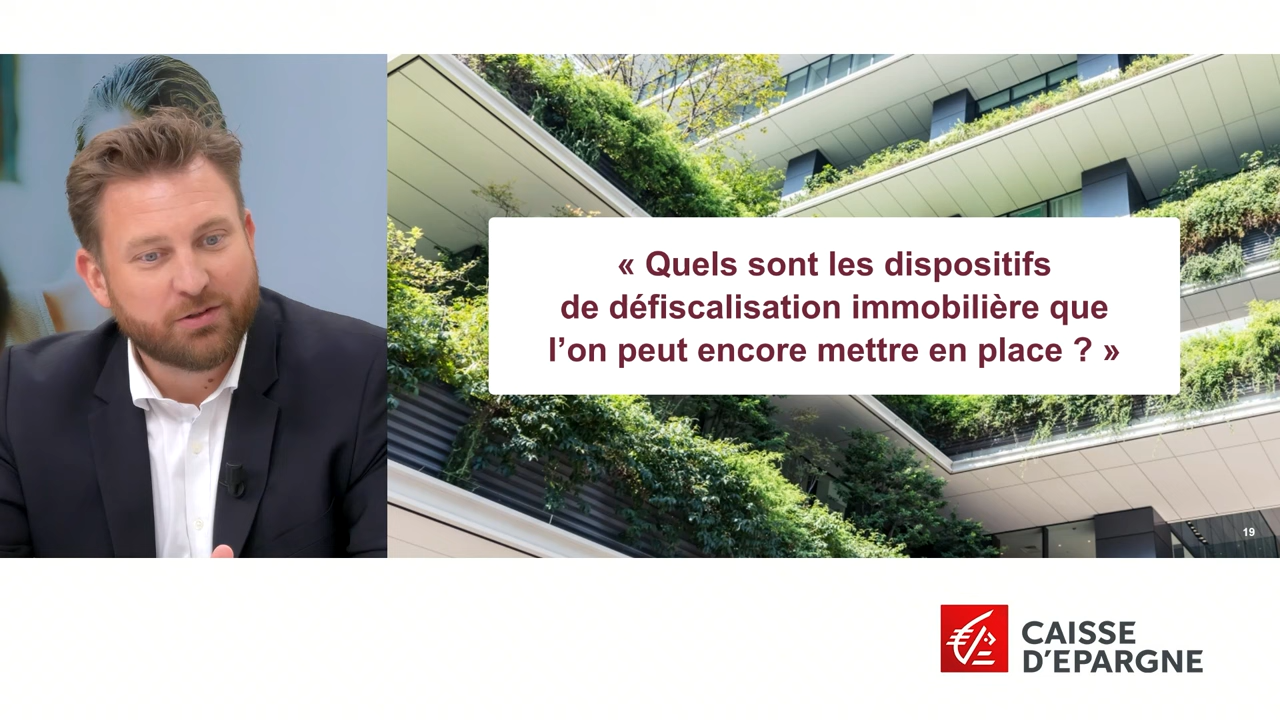 « Quels sont les dispositifs
de défiscalisation immobilière que
l’on peut encore mettre en place ? »
19
CAISSE
D'EPARGNE